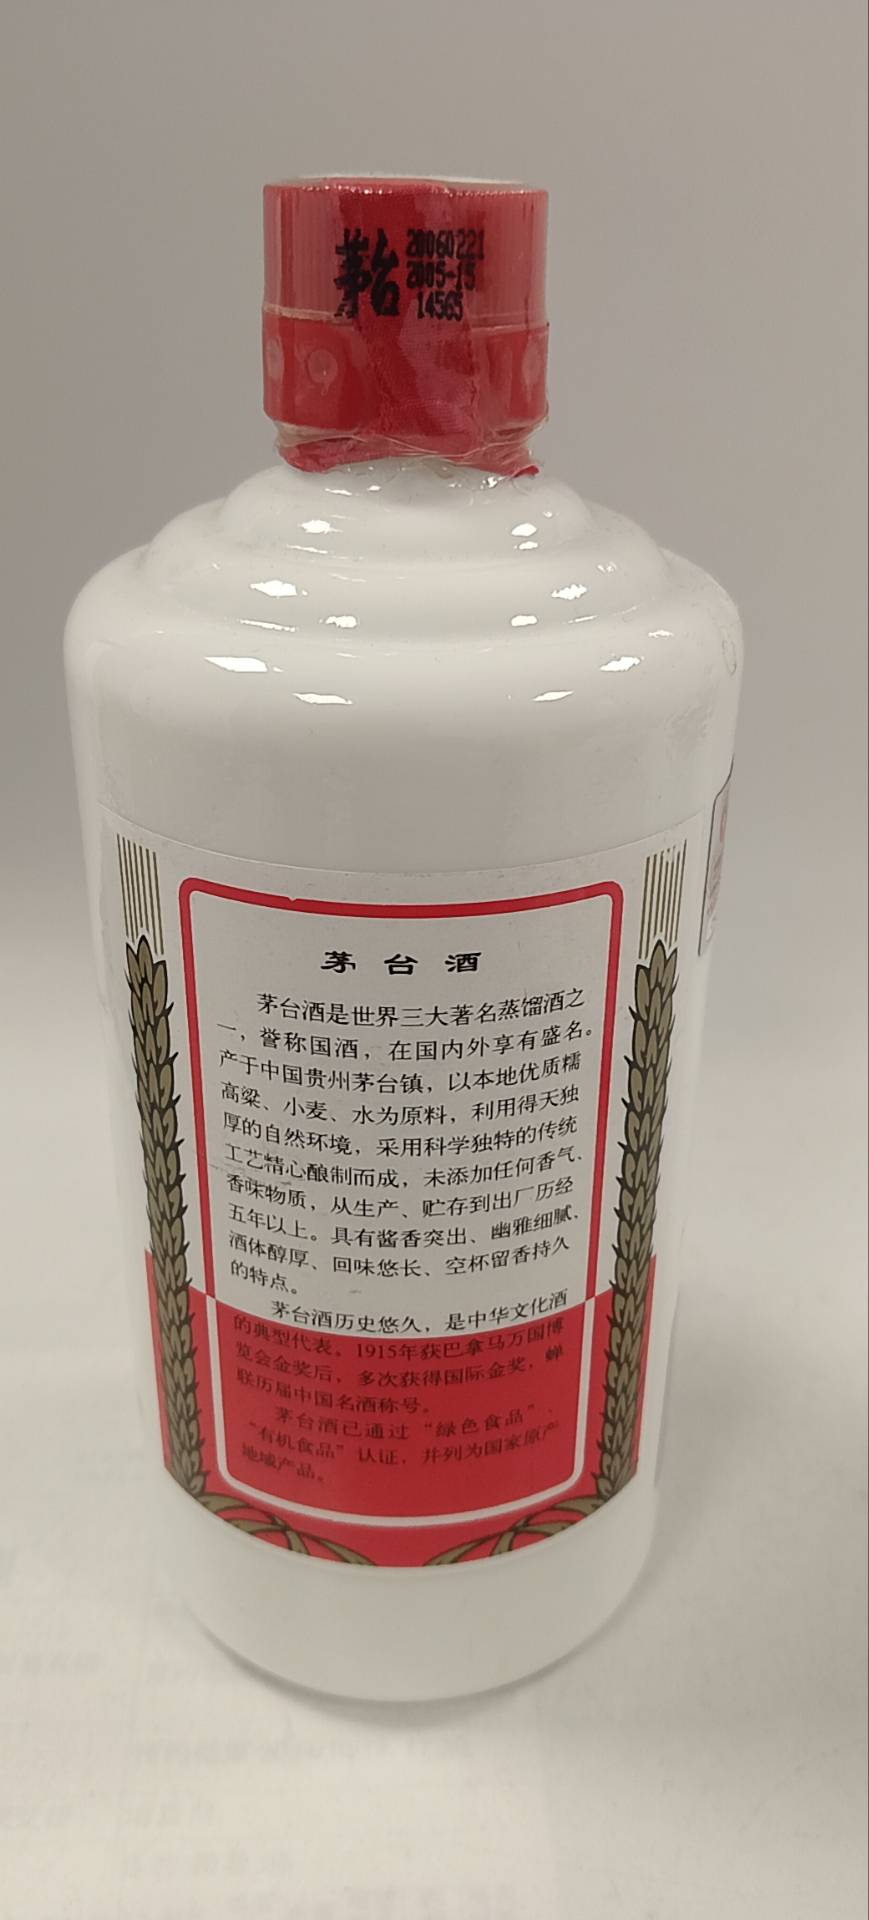 茅台
20060221
2005-15
14565
茅台酒
茅台酒是世界三大著名蒸馏酒之
一，誉称国酒，在国内外享有盛名。
产于中国贵州茅台镇，以本地优质糯
高粱、小麦、水为原料，利用得天独
厚的自然环境，采用科学独特的传统
工艺精心酿制而成，未添加任何香气、
香味物质，从生产、贮存到出厂历经
五年以上。具有酱香突出、幽雅细腻、
酒体醇厚、回味悠长、空杯留香持久
的特点。
茅台酒历史悠久，是中华文化酒
的典型代表。1915年获巴拿马万国博
览会金奖后，多次获得国际金奖，蝉
联历届中国名酒称号。
茅台酒已通过“绿色食品”、
“有机食品”认证，并列为国家原产
地域产品。